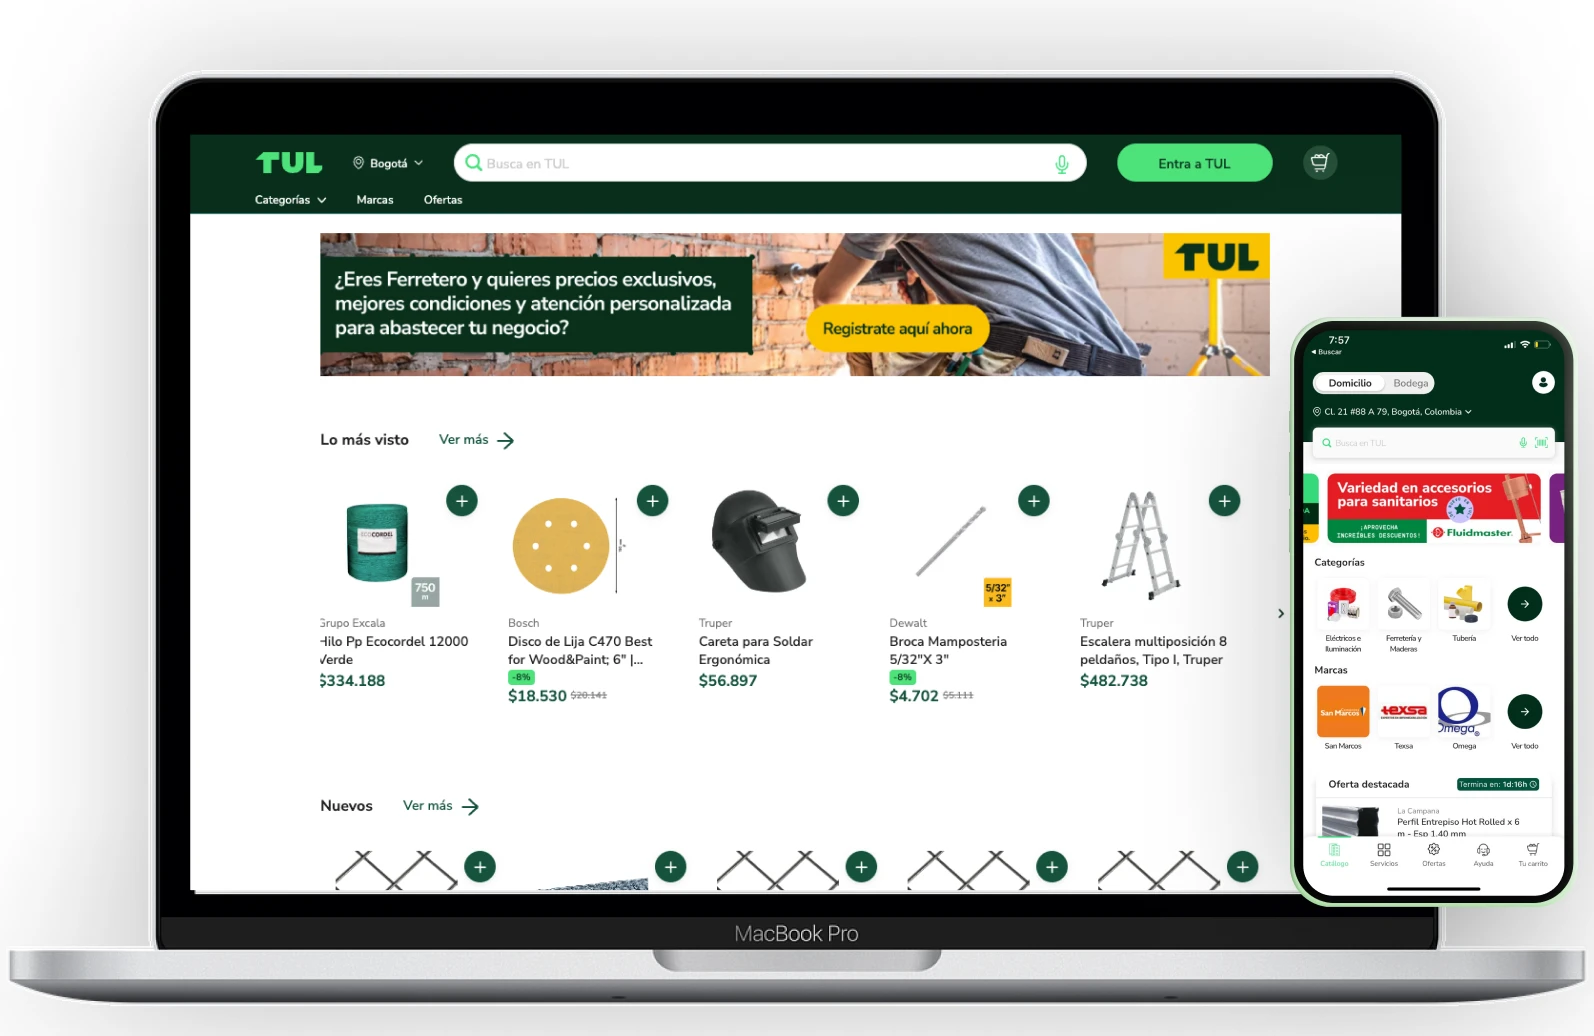 TUL
Bogotá
Busca en TUL
Entra a TUL
Categorías
Marcas
Ofertas
¿Eres Ferretero y quieres precios exclusivos,
mejores condiciones y atención personalizada
para abastecer tu negocio?
Registrate aquí ahora
TUL
Lo más visto
Ver más
ECOCORDEL
750
m
5/32"
x 3"
Grupo Excala
Hilo Pp Ecocordel 12000
Verde
$334.188
Bosch
Disco de Lija C470 Best
for Wood&Paint; 6" |...
-8%
$18.530 $20.141
Truper
Careta para Soldar
Ergonómica
$56.897
Dewalt
Broca Mamposteria
5/32"X 3"
-8%
$4.702 $5.111
Truper
Escalera multiposición 8
peldaños, Tipo I, Truper
$482.738
Nuevos
Ver más
MacBook Pro
7:57
Buscar
Domicilio
Bodega
Cl. 21 #88 A 79, Bogotá, Colombia
Busca en TUL
Variedad en accesorios
para sanitarios
¡APROVECHA
INCREÍBLES DESCUENTOS!
Fluidmaster
Categorías
Eléctricos e
Iluminación
Ferretería y
Maderas
Tubería
Ver todo
Marcas
San Marcos
texsa
Omega
San Marcos
Texsa
Omega
Ver todo
Oferta destacada
Termina en: 1d:16h
La Campana
Perfil Entrepiso Hot Rolled x 6
m - Esp 1.40 mm
Catálogo
Servicios
Ofertas
Ayuda
Tu carrito